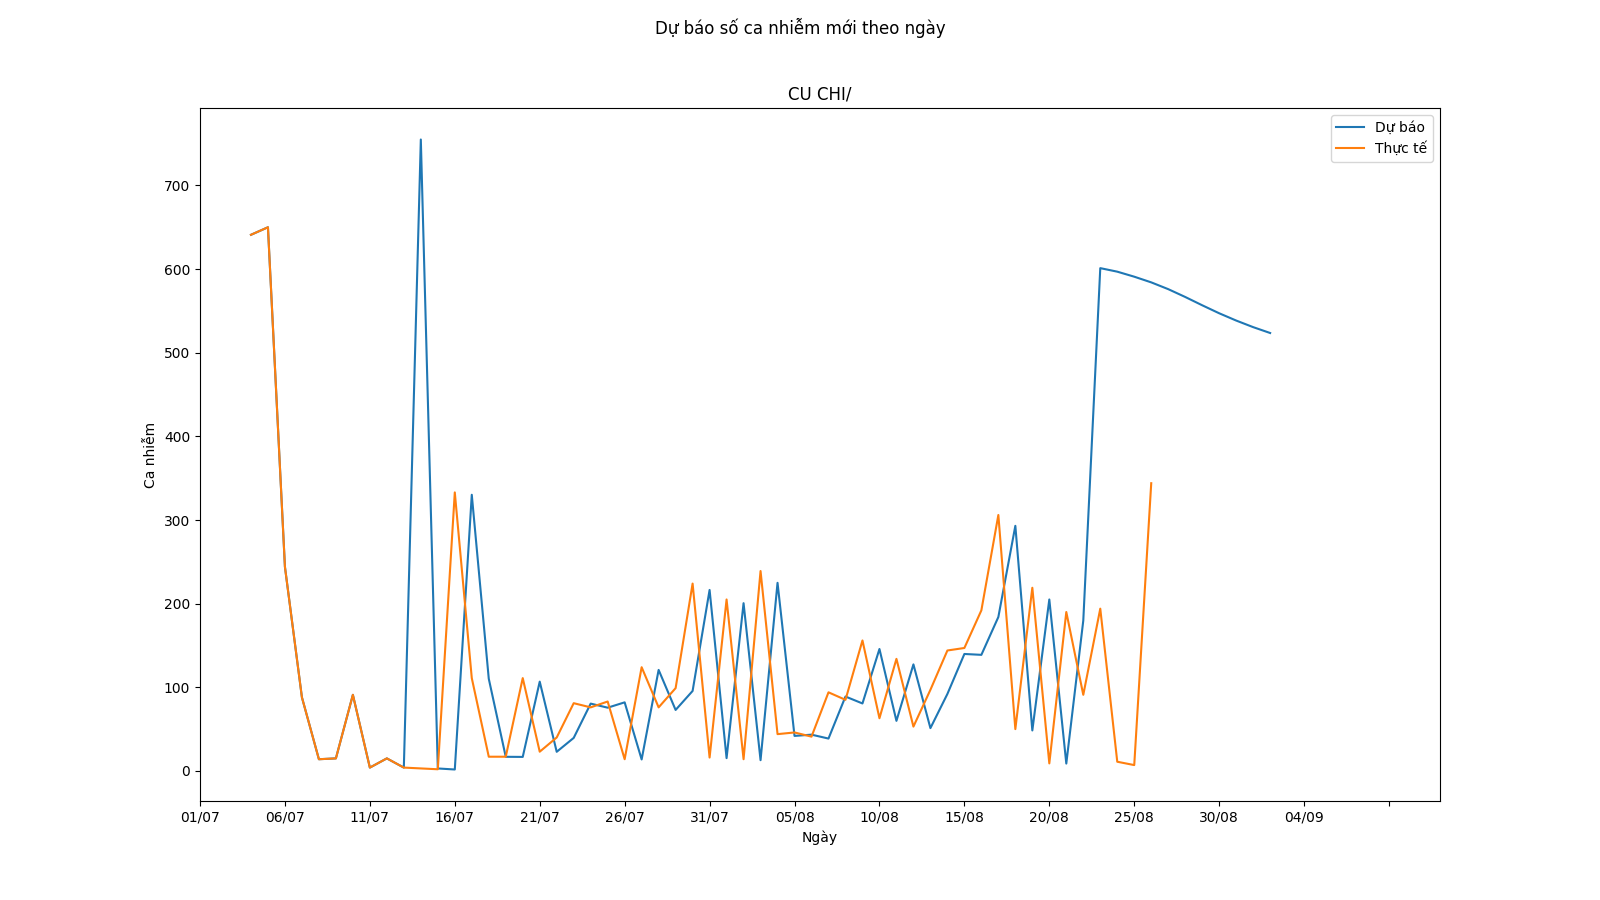 Dự báo số ca nhiễm mới theo ngày
CU CHI/
Dự báo
Thực tế
700
600
500
400
300
200
100
0
Ca nhiễm
01/07 06/07 11/07 16/07 21/07 26/07 31/07 05/08 10/08 15/08 20/08 25/08 30/08 04/09
Ngày